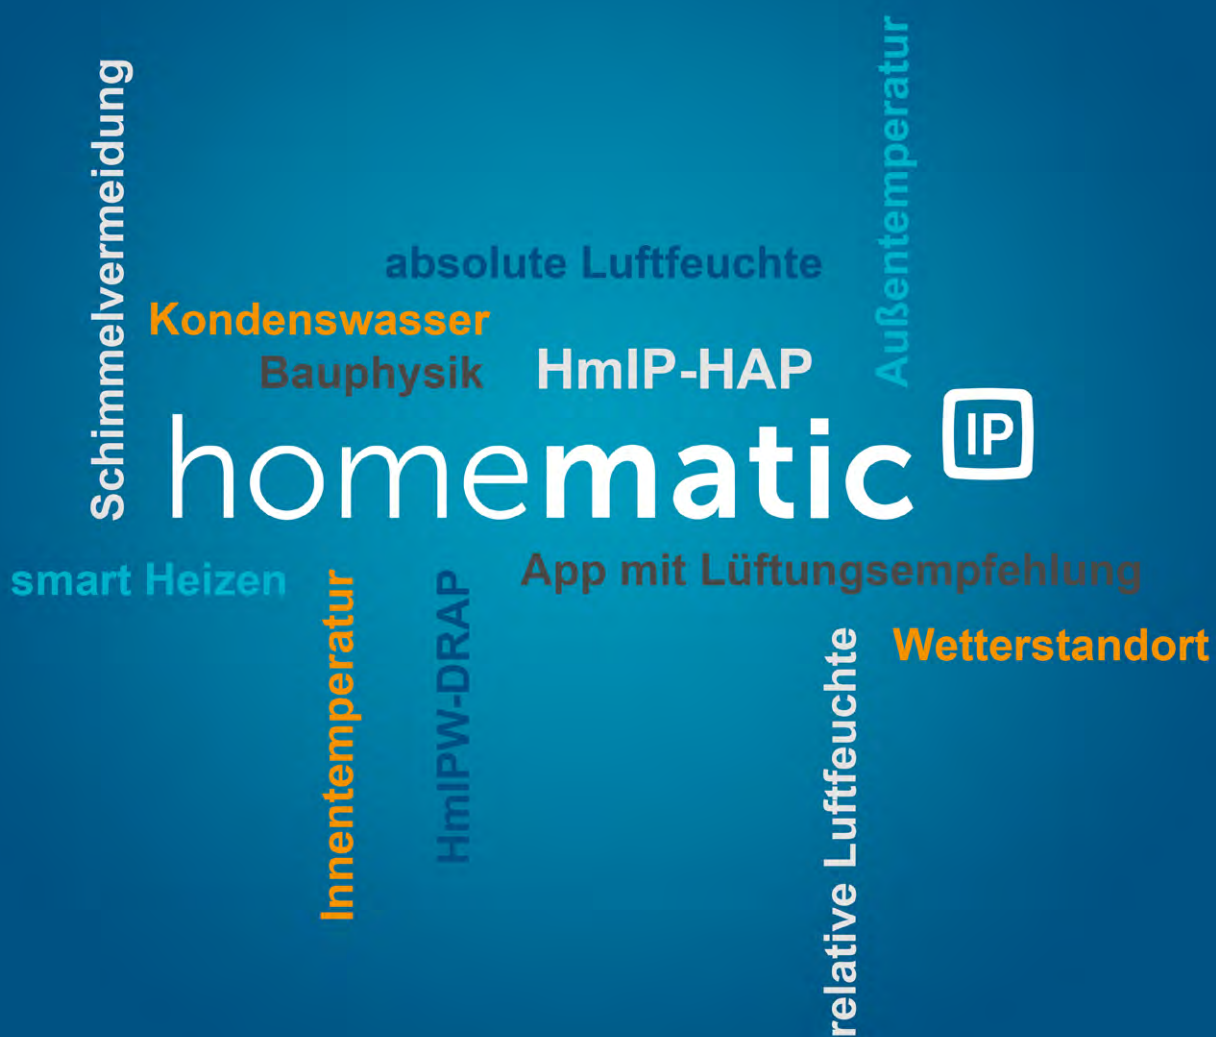 Schimmelvermeidung
Außentemperatur
absolute Luftfeuchte
Kondenswasser
Bauphysik
HmIP-HAP
homematic IP
smart Heizen
App mit Lüftungsempfehlung
Innentemperatur
HmIPW-DRAP
Wetterstandort
relative Luftfeuchte